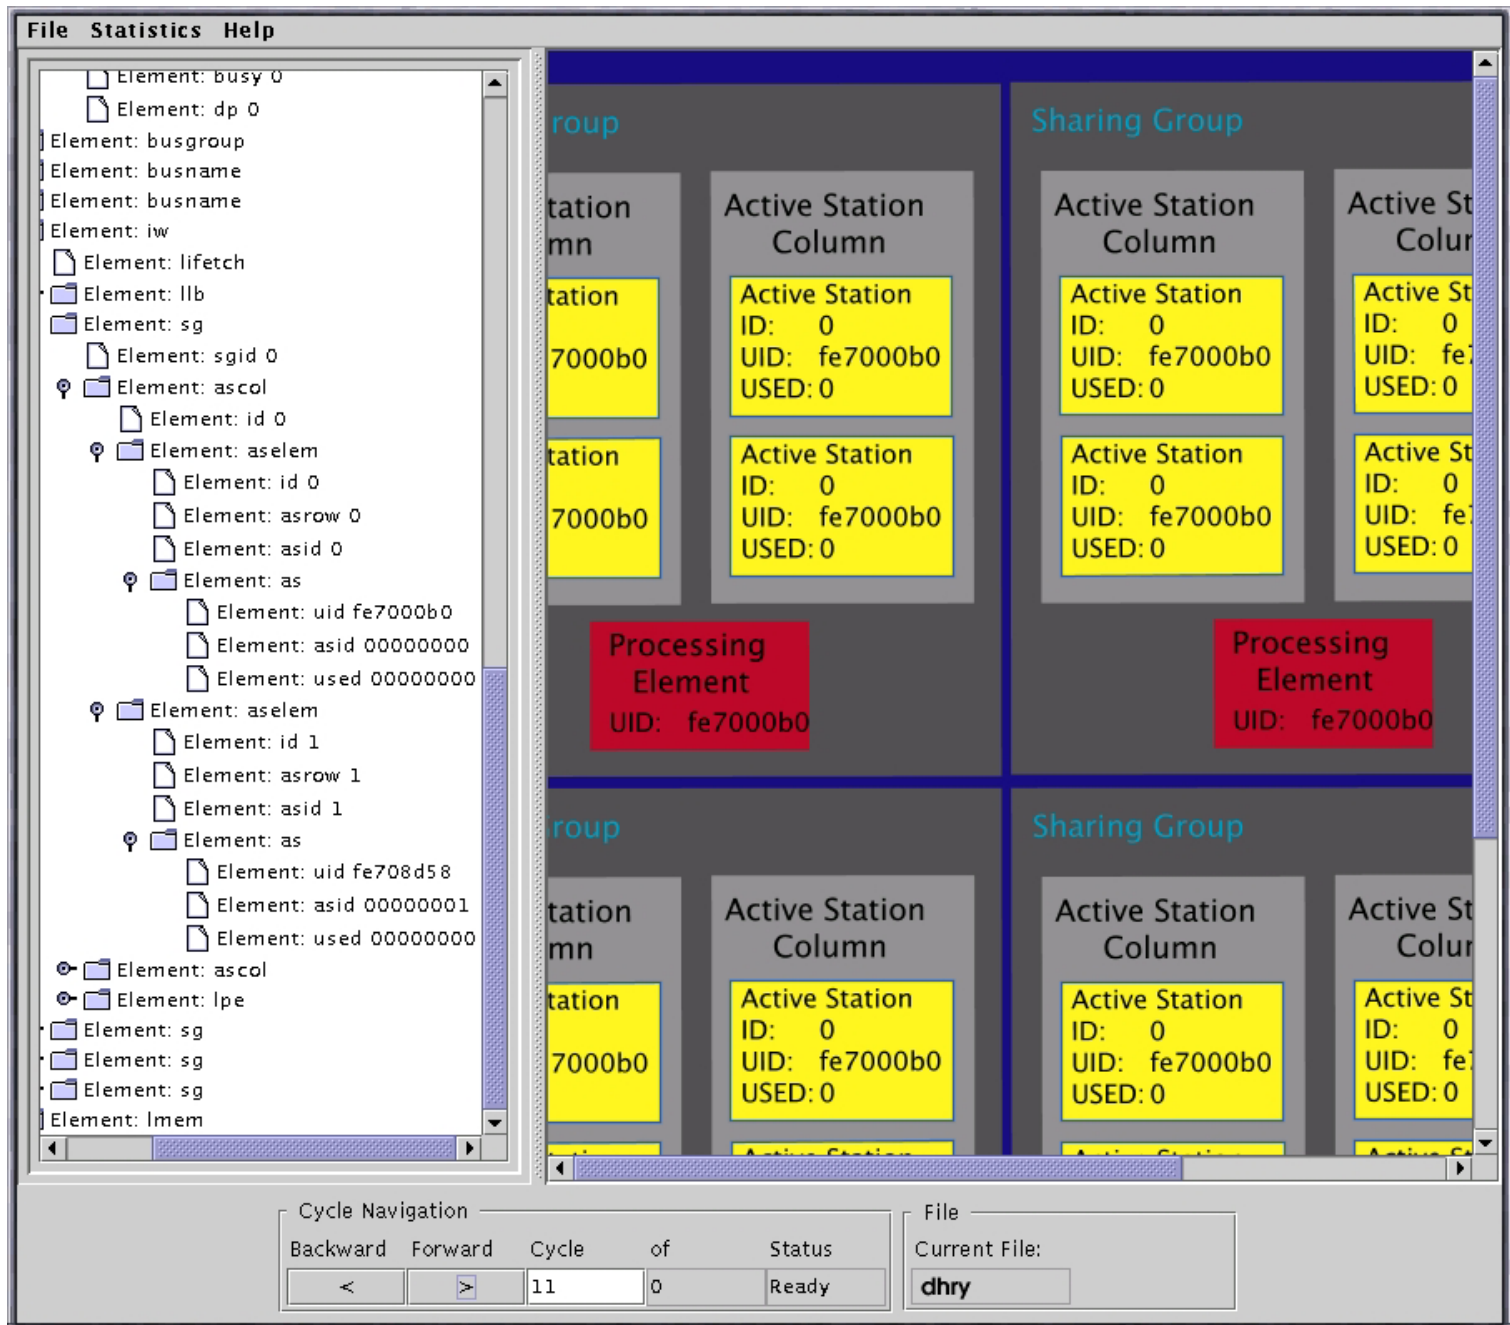 File Statistics Help
Element: busy 0
Element: dp 0
Element: busgroup
Element: busname
Element: busname
Element: iw
Element: lifetch
Element: llb
Element: sg
Element: sgid 0
Element: ascol
Element: id 0
Element: aselem
Element: id 0
Element: asrow 0
Element: asid 0
Element: as
Element: uid fe7000b0
Element: asid 00000000
Element: used 00000000
Element: aselem
Element: id 1
Element: asrow 1
Element: asid 1
Element: as
Element: uid fe708d58
Element: asid 00000001
Element: used 00000000
Element: ascol
Element: lpe
Element: sg
Element: sg
Element: sg
Element: lmem
roup
tation
mn
tation
7000b0
tation
7000b0
Active Station
Column
Active Station
ID: 0
UID: fe7000b0
USED: 0
Active Station
ID: 0
UID: fe7000b0
USED: 0
Processing
Element
UID: fe7000b0
Sharing Group
Active Station
Column
Active Station
ID: 0
UID: fe7000b0
USED: 0
Active Station
ID: 0
UID: fe7000b0
USED: 0
Active St
Colur
Active St
ID: 0
UID: fe7
USED: 0
Active St
ID: 0
UID: fe7
USED: 0
Processing
Element
UID: fe7000b0
roup
tation
mn
tation
7000b0
Active Station
Column
Active Station
ID: 0
UID: fe7000b0
USED: 0
Active Station
Sharing Group
Active Station
Column
Active Station
ID: 0
UID: fe7000b0
USED: 0
Active Station
Active St
Colur
Active St
ID: 0
UID: fe7
USED: 0
Cycle Navigation
Backward Forward Cycle of Status
< > 11 0 Ready
File
Current File:
dhry